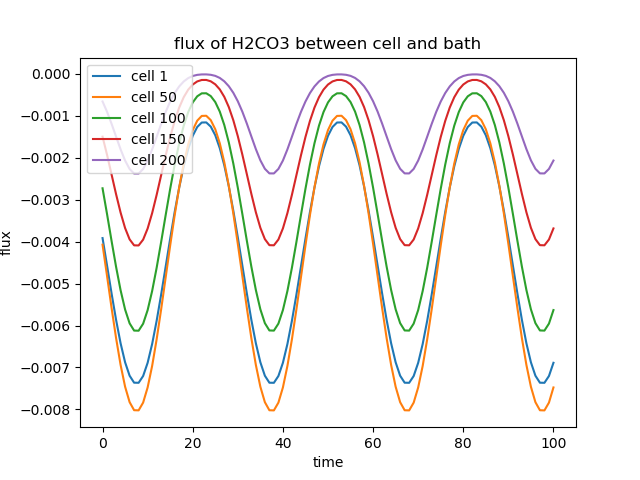 flux of H2CO3 between cell and bath
cell 1
cell 50
cell 100
cell 150
cell 200
0.000
−0.001
−0.002
−0.003
−0.004
−0.005
−0.006
−0.007
−0.008
flux
0 20 40 60 80 100
time